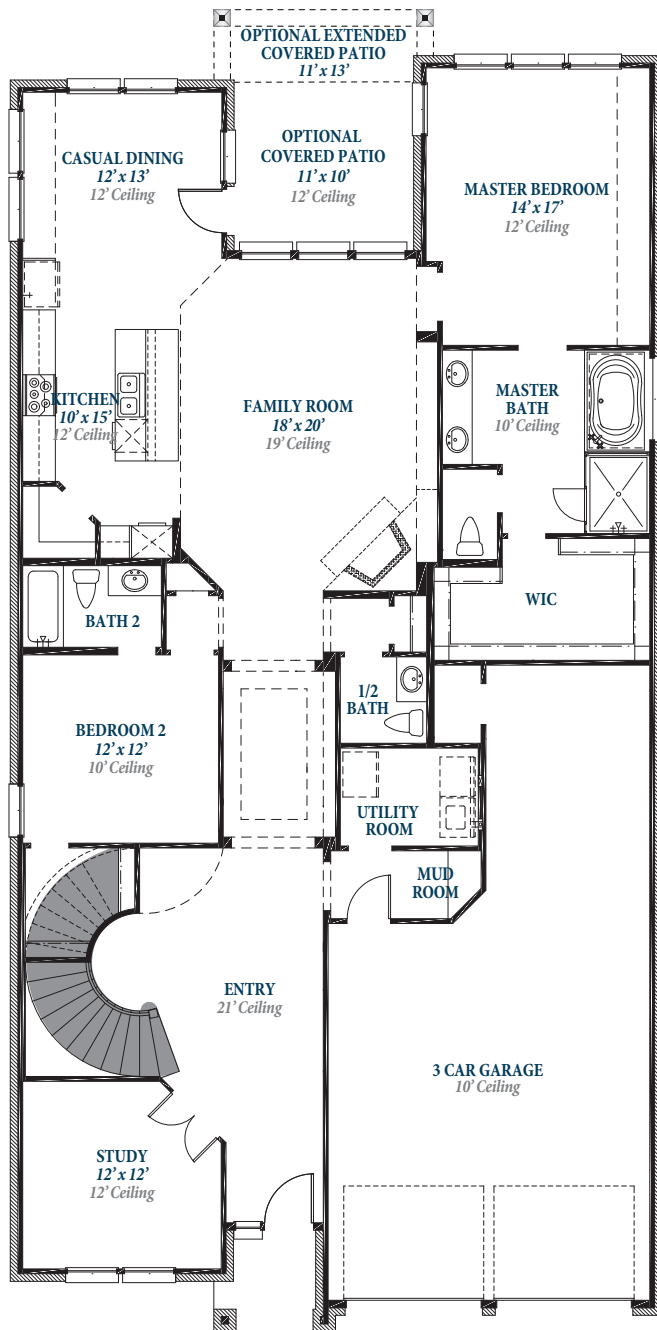 OPTIONAL EXTENDED
COVERED PATIO
11’ x 13’
OPTIONAL
COVERED PATIO
11’ x 10’
12’ Ceiling
CASUAL DINING
12’ x 13’
12’ Ceiling
MASTER BEDROOM
14’ x 17’
12’ Ceiling
KITCHEN
10’ x 15’
12’ Ceiling
FAMILY ROOM
18’ x 20’
19’ Ceiling
MASTER
BATH
10’ Ceiling
WIC
BATH 2
1/2
BATH
BEDROOM 2
12’ x 12’
10’ Ceiling
UTILITY
ROOM
MUD
ROOM
ENTRY
21’ Ceiling
3 CAR GARAGE
10’ Ceiling
STUDY
12’ x 12’
12’ Ceiling